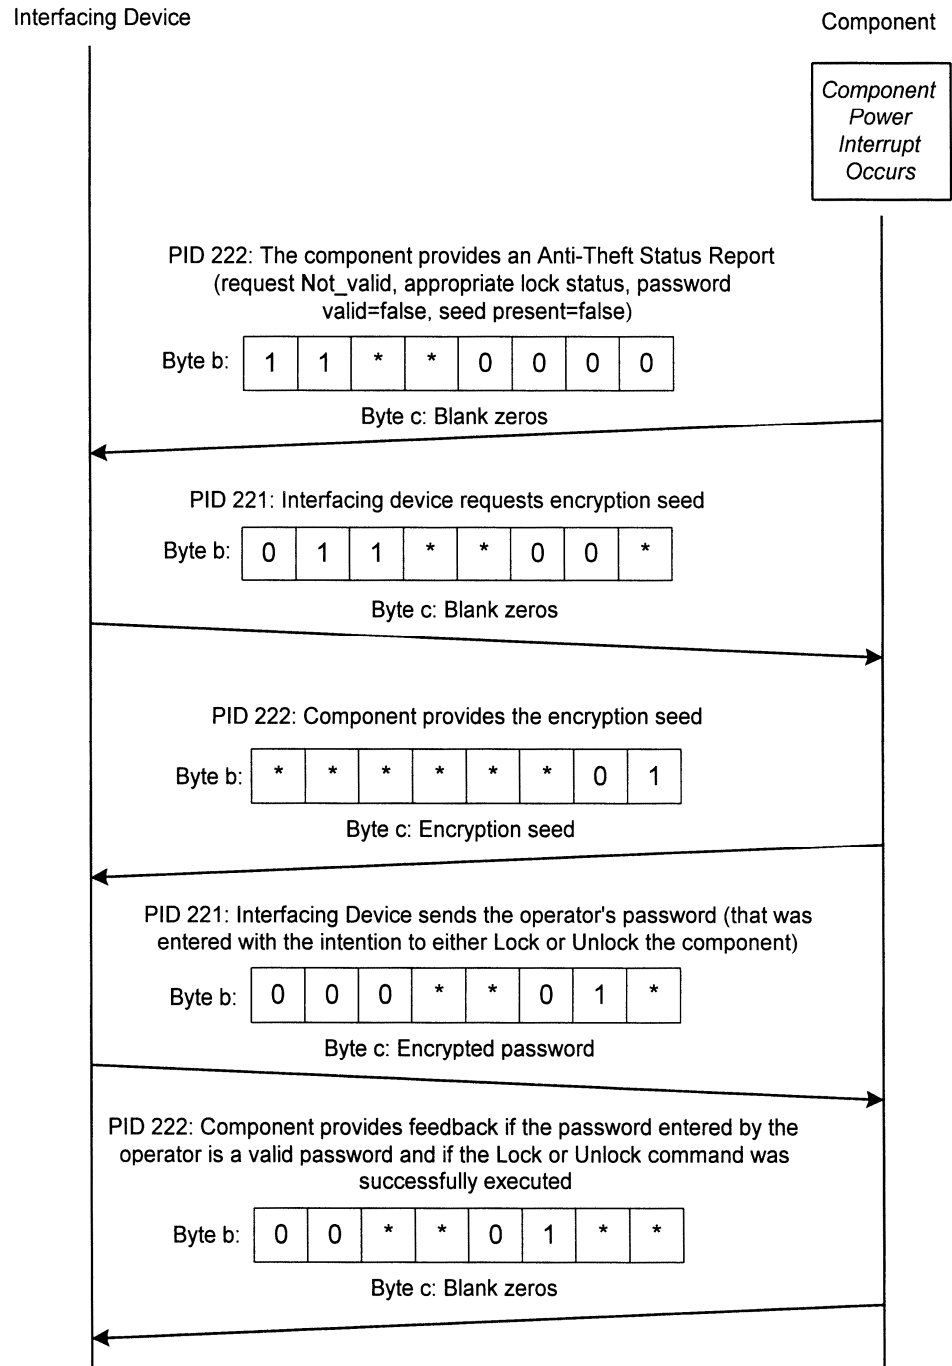 Interfacing Device
Component
Component
Power
Interrupt
Occurs
PID 222: The component provides an Anti-Theft Status Report
(request Not_valid, appropriate lock status, password
valid=false, seed present=false)
Byte b: 1 1 * * 0 0 0 0
Byte c: Blank zeros
PID 221: Interfacing device requests encryption seed
Byte b: 0 1 1 * * 0 0 *
Byte c: Blank zeros
PID 222: Component provides the encryption seed
Byte b: * * * * * * 0 1
Byte c: Encryption seed
PID 221: Interfacing Device sends the operator's password (that was
entered with the intention to either Lock or Unlock the component)
Byte b: 0 0 0 * * 0 1 *
Byte c: Encrypted password
PID 222: Component provides feedback if the password entered by the
operator is a valid password and if the Lock or Unlock command was
successfully executed
Byte b: 0 0 * * 0 1 * *
Byte c: Blank zeros